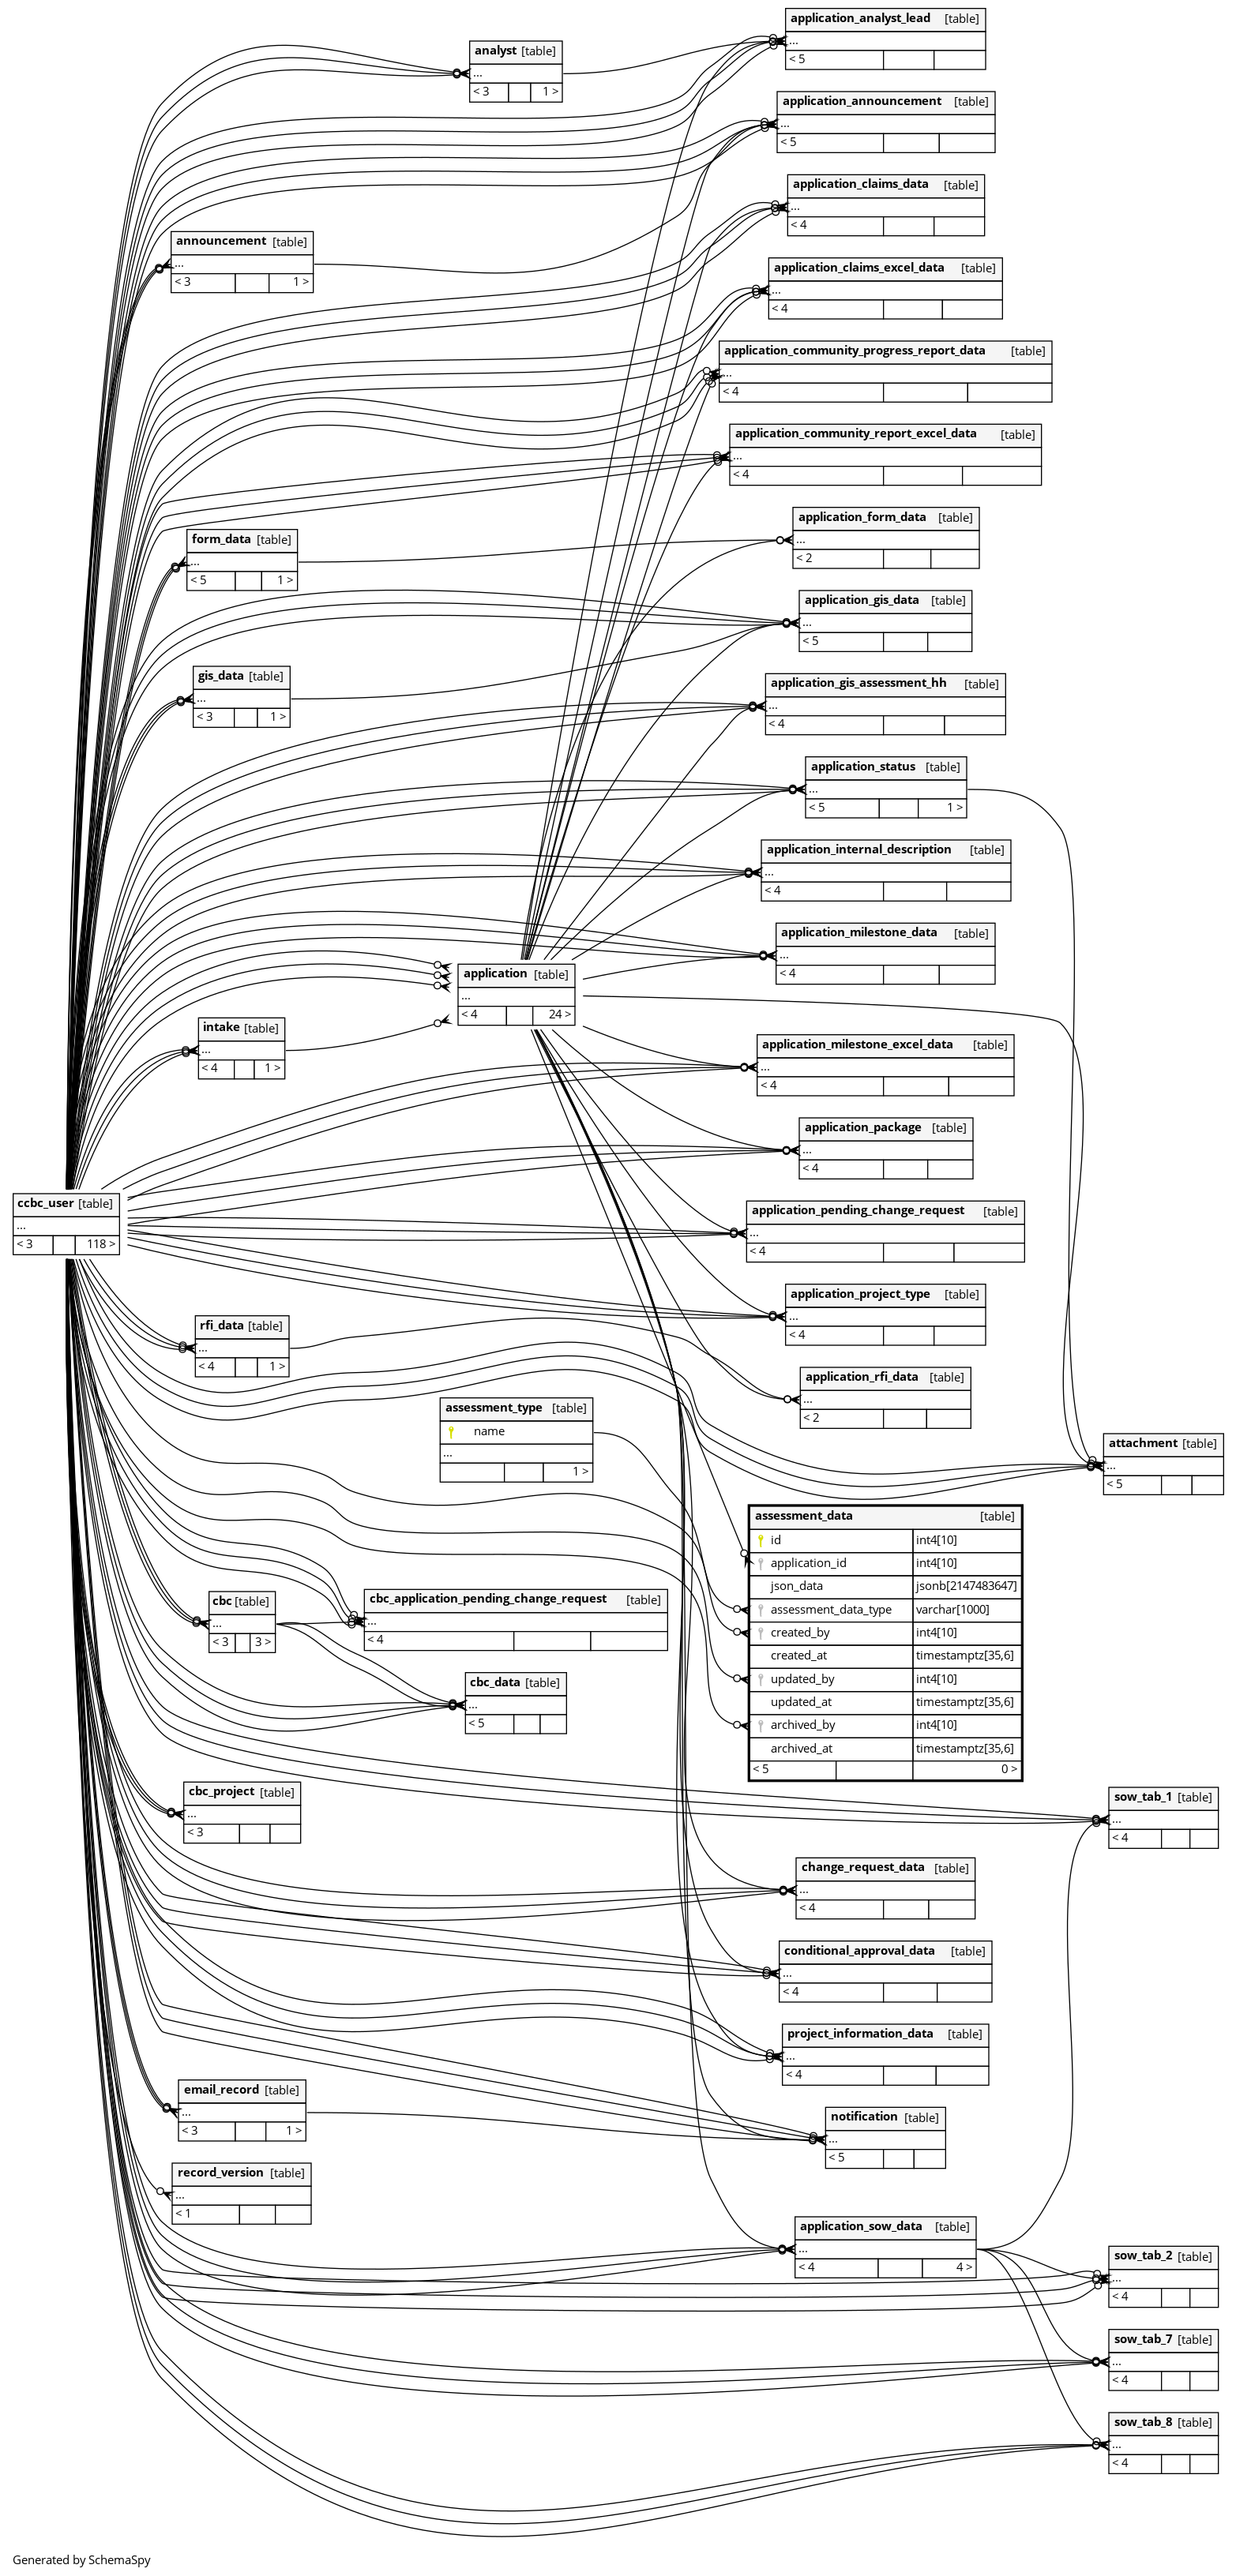 application_analyst_lead [table]
...
< 5
analyst [table]
...
< 3 1 >
application_announcement [table]
...
< 5
application_claims_data [table]
...
< 4
announcement [table]
...
< 3 1 >
application_claims_excel_data [table]
...
< 4
application_community_progress_report_data [table]
...
< 4
application_community_report_excel_data [table]
...
< 4
application_form_data [table]
...
< 2
form_data [table]
...
< 5 1 >
application_gis_data [table]
...
< 5
gis_data [table]
...
< 3 1 >
application_gis_assessment_hh [table]
...
< 4
application_status [table]
...
< 5 1 >
application_internal_description [table]
...
< 4
application_milestone_data [table]
...
< 4
application [table]
...
< 4 24 >
intake [table]
...
< 4 1 >
application_milestone_excel_data [table]
...
< 4
application_package [table]
...
< 4
ccbc_user [table]
...
< 3 118 >
application_pending_change_request [table]
...
< 4
application_project_type [table]
...
< 4
rfi_data [table]
...
< 4 1 >
application_rfi_data [table]
...
< 2
assessment_type [table]
name
...
1 >
attachment [table]
...
< 5
assessment_data [table]
id int4[10]
application_id int4[10]
json_data jsonb[2147483647]
assessment_data_type varchar[1000]
created_by int4[10]
created_at timestamptz[35,6]
updated_by int4[10]
updated_at timestamptz[35,6]
archived_by int4[10]
archived_at timestamptz[35,6]
< 5 0 >
cbc [table]
...
< 3 3 >
cbc_application_pending_change_request [table]
...
< 4
cbc_data [table]
...
< 5
cbc_project [table]
...
< 3
sow_tab_1 [table]
...
< 4
change_request_data [table]
...
< 4
conditional_approval_data [table]
...
< 4
project_information_data [table]
...
< 4
email_record [table]
...
< 3 1 >
notification [table]
...
< 5
record_version [table]
...
< 1
application_sow_data [table]
...
< 4 4 >
sow_tab_2 [table]
...
< 4
sow_tab_7 [table]
...
< 4
sow_tab_8 [table]
...
< 4
Generated by SchemaSpy